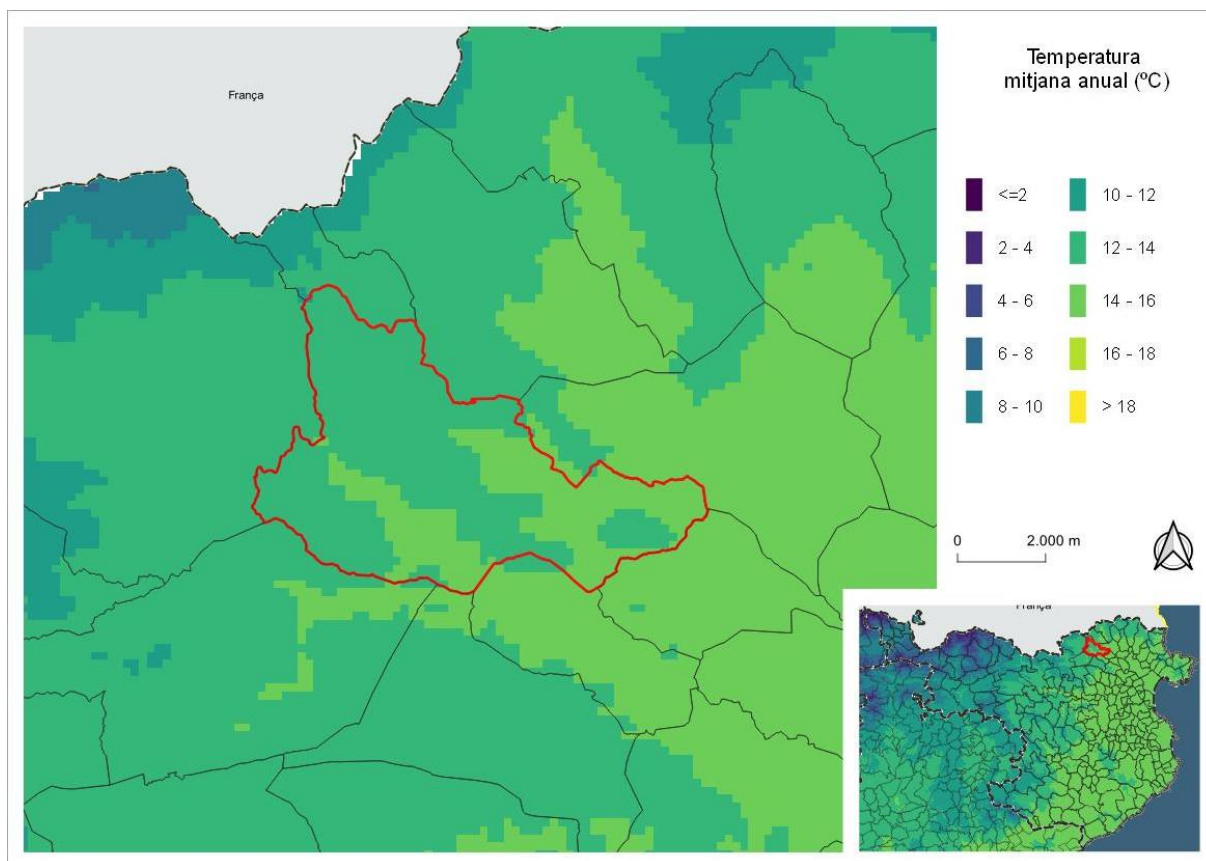 França
Temperatura
mitjana anual (ºC)
<=2
2 - 4
4 - 6
6 - 8
8 - 10
10 - 12
12 - 14
14 - 16
16 - 18
> 18
0
2.000 m
França